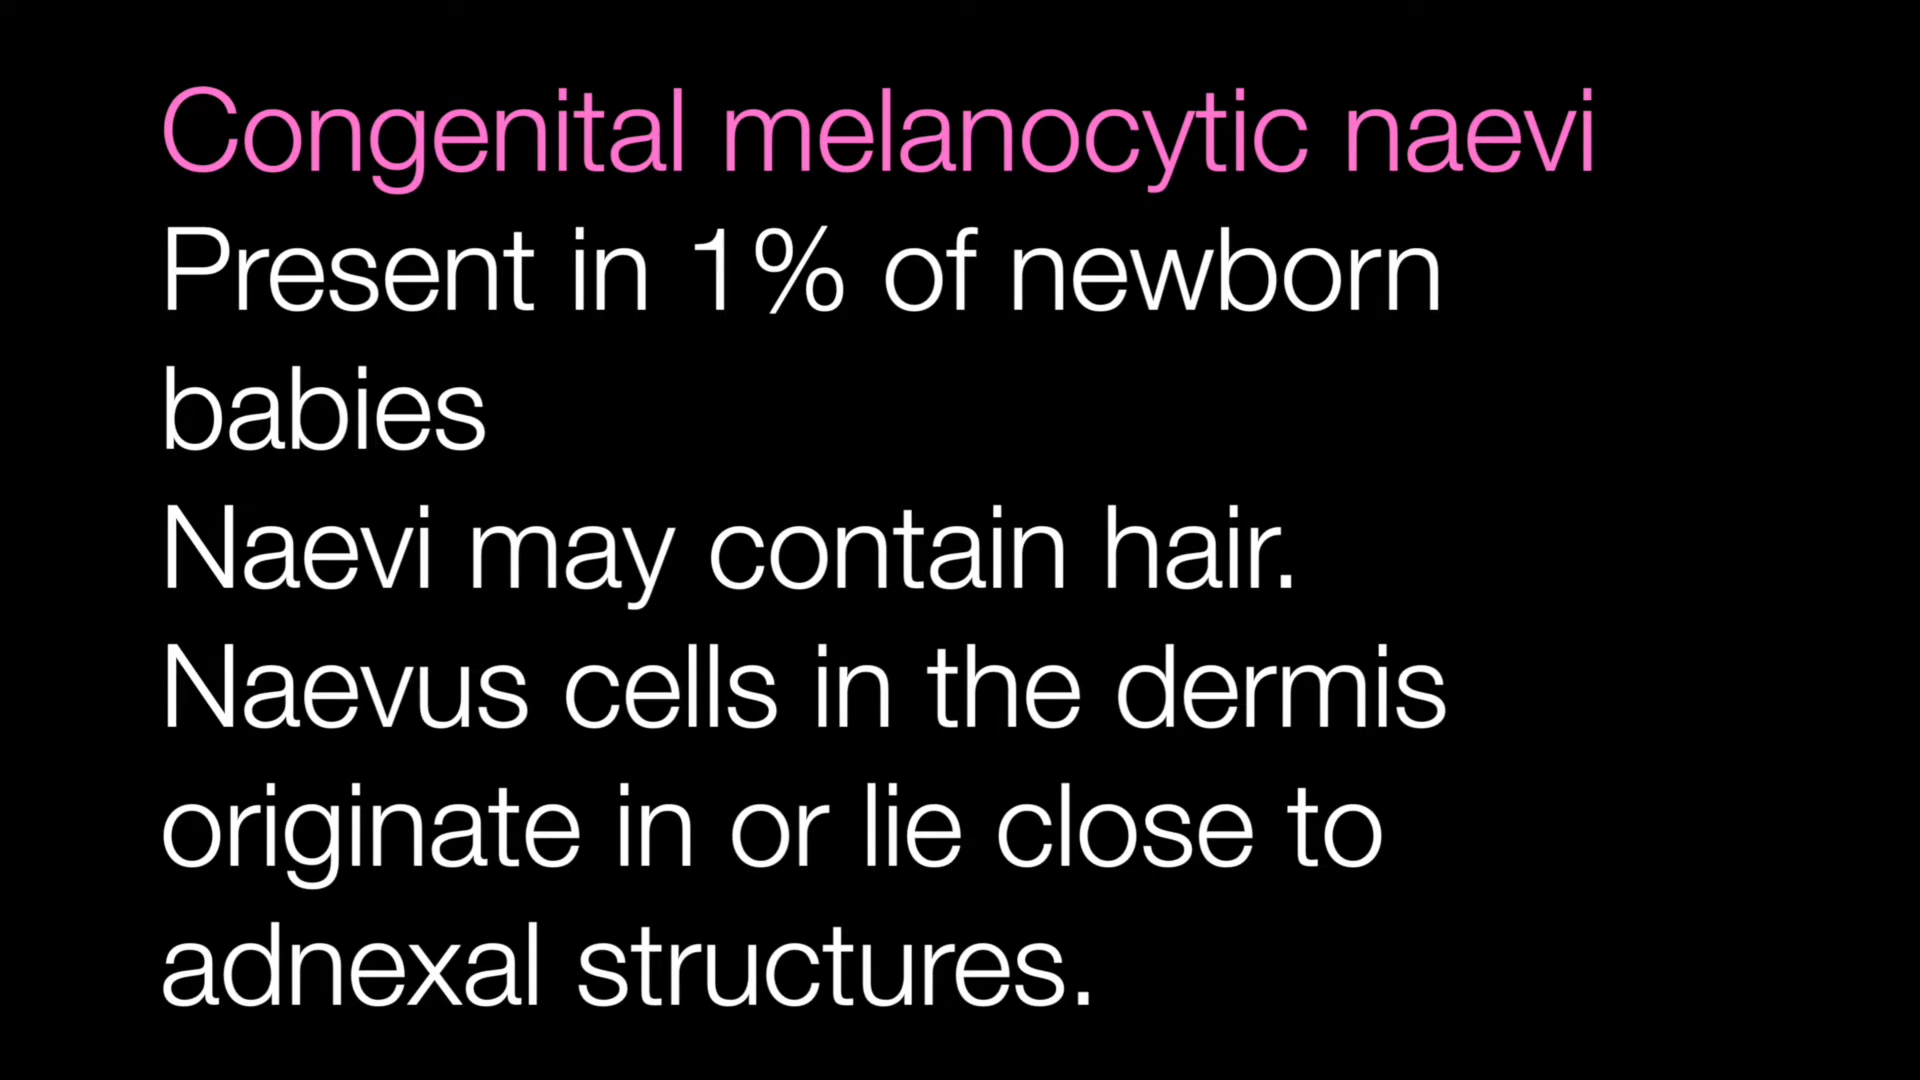 Congenital melanocytic naevi
Present in 1% of newborn
babies
Naevi may contain hair.
Naevus cells in the dermis
originate in or lie close to
adnexal structures.